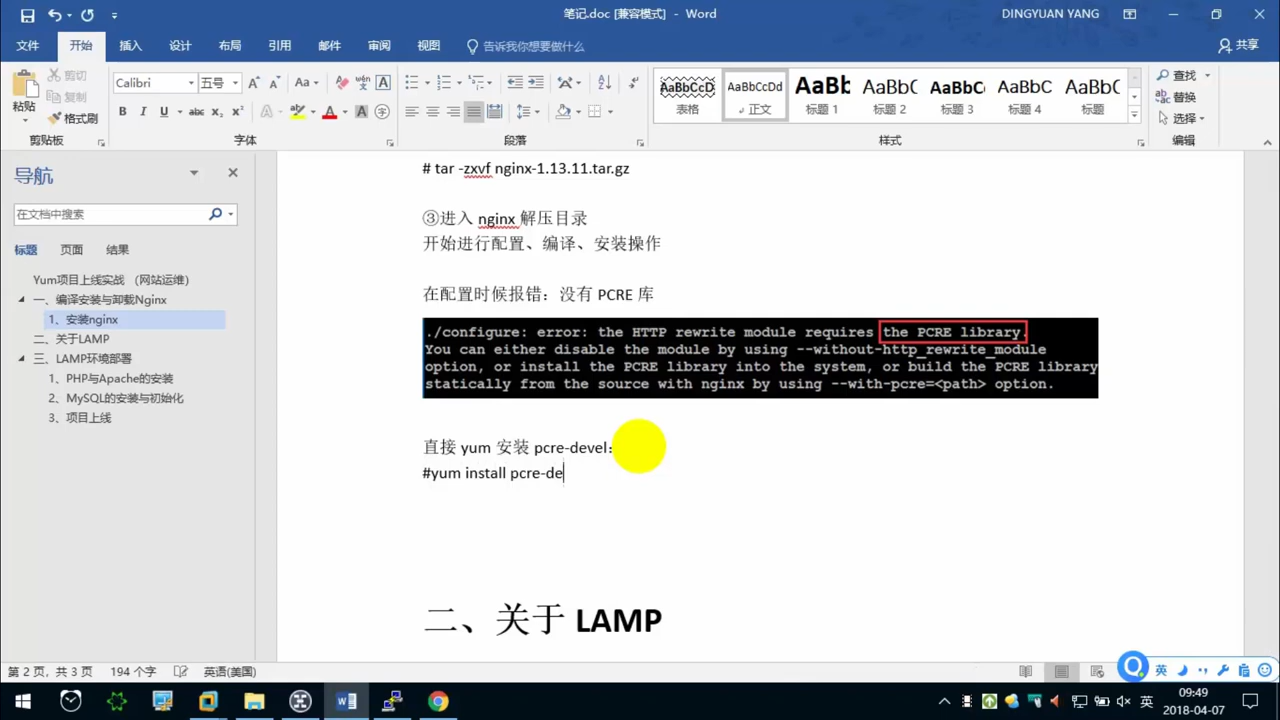 笔记.doc [兼容模式] - Word
DINGYUAN YANG
文件 开始 插入 设计 布局 引用 邮件 审阅 视图 告诉我你想要做什么 共享
粘贴
剪切
复制
格式刷
剪贴板
Calibri 五号
字体
段落
AaBbCcD 表格
AaBbCcDd 正文
AaBb 标题 1
AaBbC 标题 2
AaBbC 标题 3
AaBbC 标题 4
AaBbC 标题
样式
查找
替换
选择
编辑
导航
在文档中搜索
标题 页面 结果
Yum项目上线实战 (网站运维)
一、编译安装与卸载Nginx
1、安装nginx
二、关于LAMP
三、LAMP环境部署
1、PHP与Apache的安装
2、MySQL的安装与初始化
3、项目上线
# tar -zxvf nginx-1.13.11.tar.gz
③进入 nginx 解压目录
开始进行配置、编译、安装操作
在配置时候报错：没有 PCRE 库
./configure: error: the HTTP rewrite module requires the PCRE library.
You can either disable the module by using --without-http_rewrite_module
option, or install the PCRE library into the system, or build the PCRE library
statically from the source with nginx by using --with-pcre=<path> option.
直接 yum 安装 pcre-devel：
#yum install pcre-de
二、关于 LAMP
第 2 页，共 3 页 194 个字 英语(美国)
英
英
09:49
2018-04-07